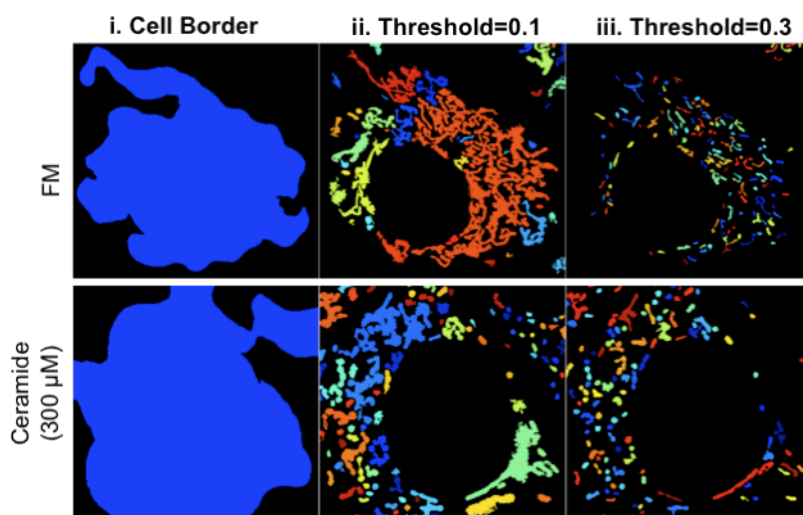 i. Cell Border
ii. Threshold=0.1
iii. Threshold=0.3
FM
Ceramide
(300 µM)